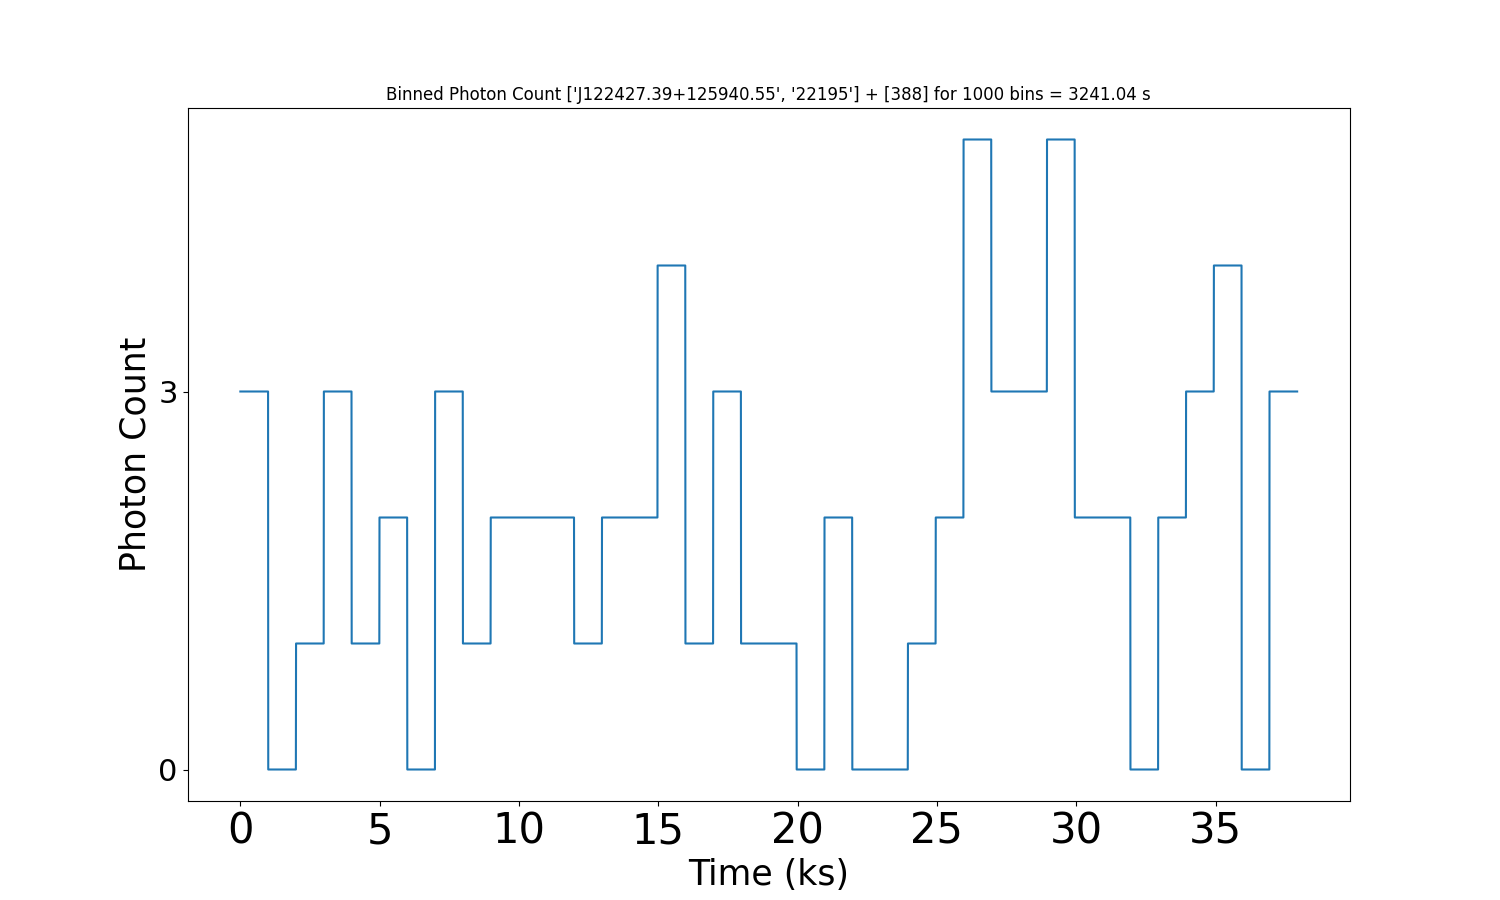 Binned Photon Count ['J122427.39+125940.55', '22195'] + [388] for 1000 bins = 3241.04 s
Photon Count
3
0
0 5 10 15 20 25 30 35
Time (ks)